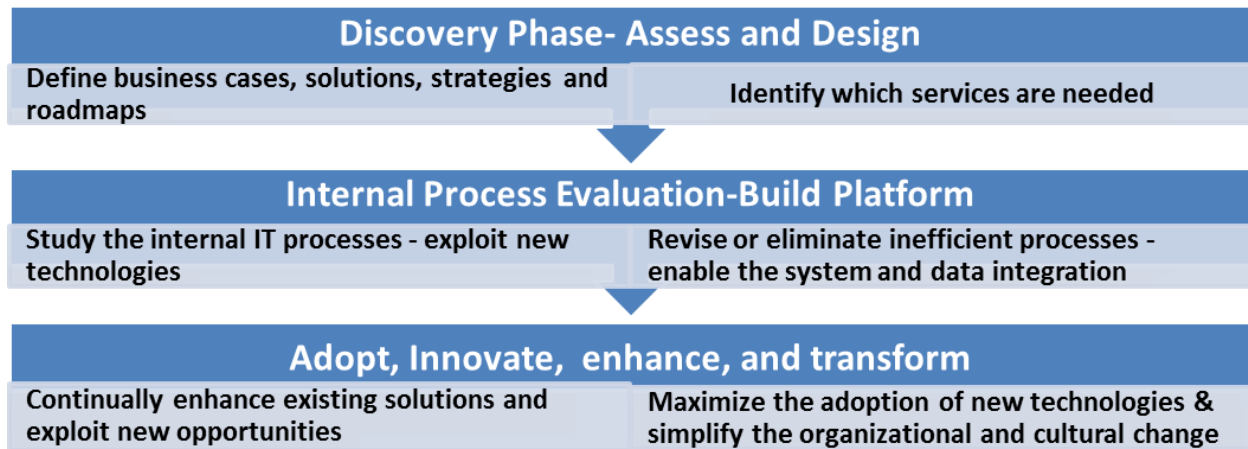 Discovery Phase- Assess and Design
Define business cases, solutions, strategies and
roadmaps
Identify which services are needed
Internal Process Evaluation-Build Platform
Study the internal IT processes - exploit new
technologies
Revise or eliminate inefficient processes -
enable the system and data integration
Adopt, Innovate, enhance, and transform
Continually enhance existing solutions and
exploit new opportunities
Maximize the adoption of new technologies &
simplify the organizational and cultural change